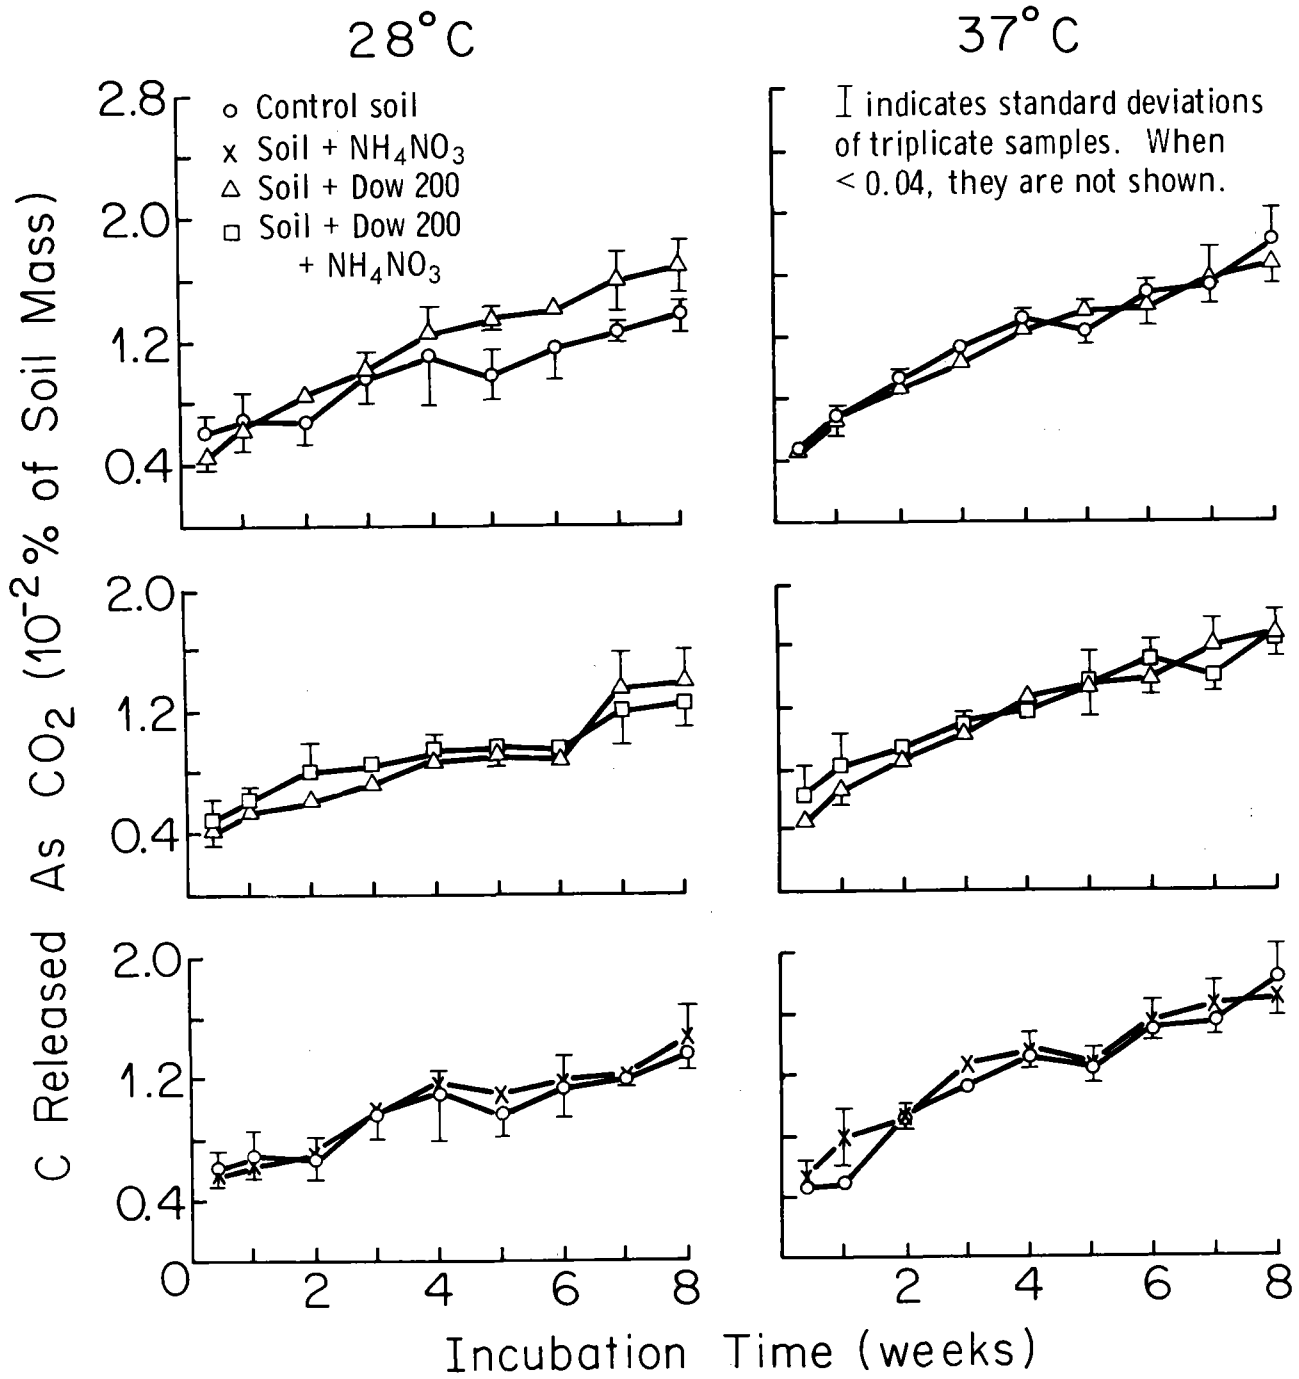 28°C
37°C
2.8
2.0
1.2
0.4
Control soil
Soil + NH₄NO₃
Soil + Dow 200
Soil + Dow 200
+ NH₄NO₃
I indicates standard deviations
of triplicate samples. When
< 0.04, they are not shown.
2.0
1.2
0.4
2.0
1.2
0.4
0 2 4 6 8
2 4 6 8
C Released As CO₂ (10⁻² % of Soil Mass)
Incubation Time (weeks)